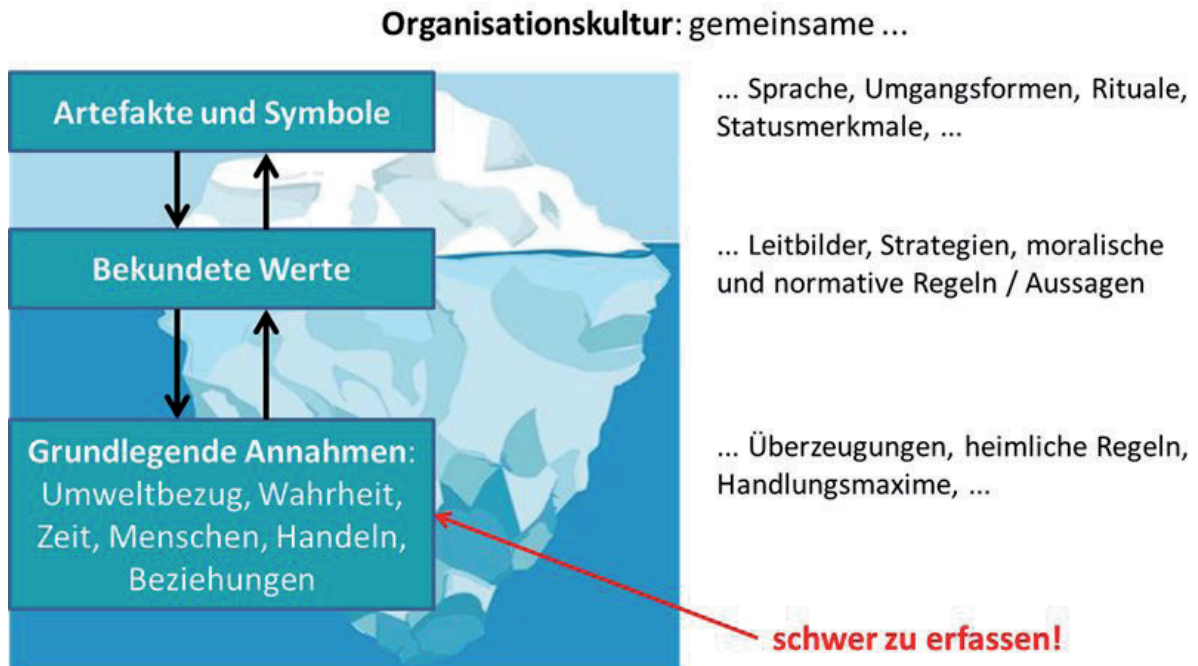 Organisationskultur: gemeinsame ...
Artefakte und Symbole
... Sprache, Umgangsformen, Rituale,
Statusmerkmale, ...
Bekundete Werte
... Leitbilder, Strategien, moralische
und normative Regeln / Aussagen
Grundlegende Annahmen:
Umweltbezug, Wahrheit,
Zeit, Menschen, Handeln,
Beziehungen
... Überzeugungen, heimliche Regeln,
Handlungsmaxime, ...
schwer zu erfassen!